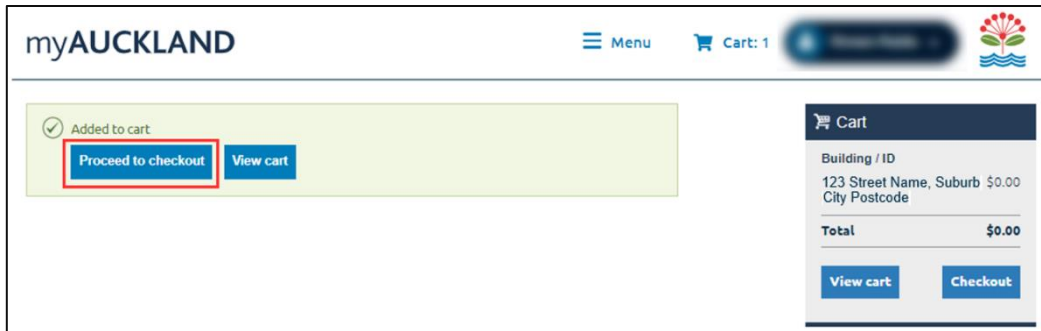 myAUCKLAND
Menu
Cart: 1
Added to cart
Proceed to checkout
View cart
Cart
Building / ID
123 Street Name, Suburb $0.00
City Postcode
Total $0.00
View cart
Checkout